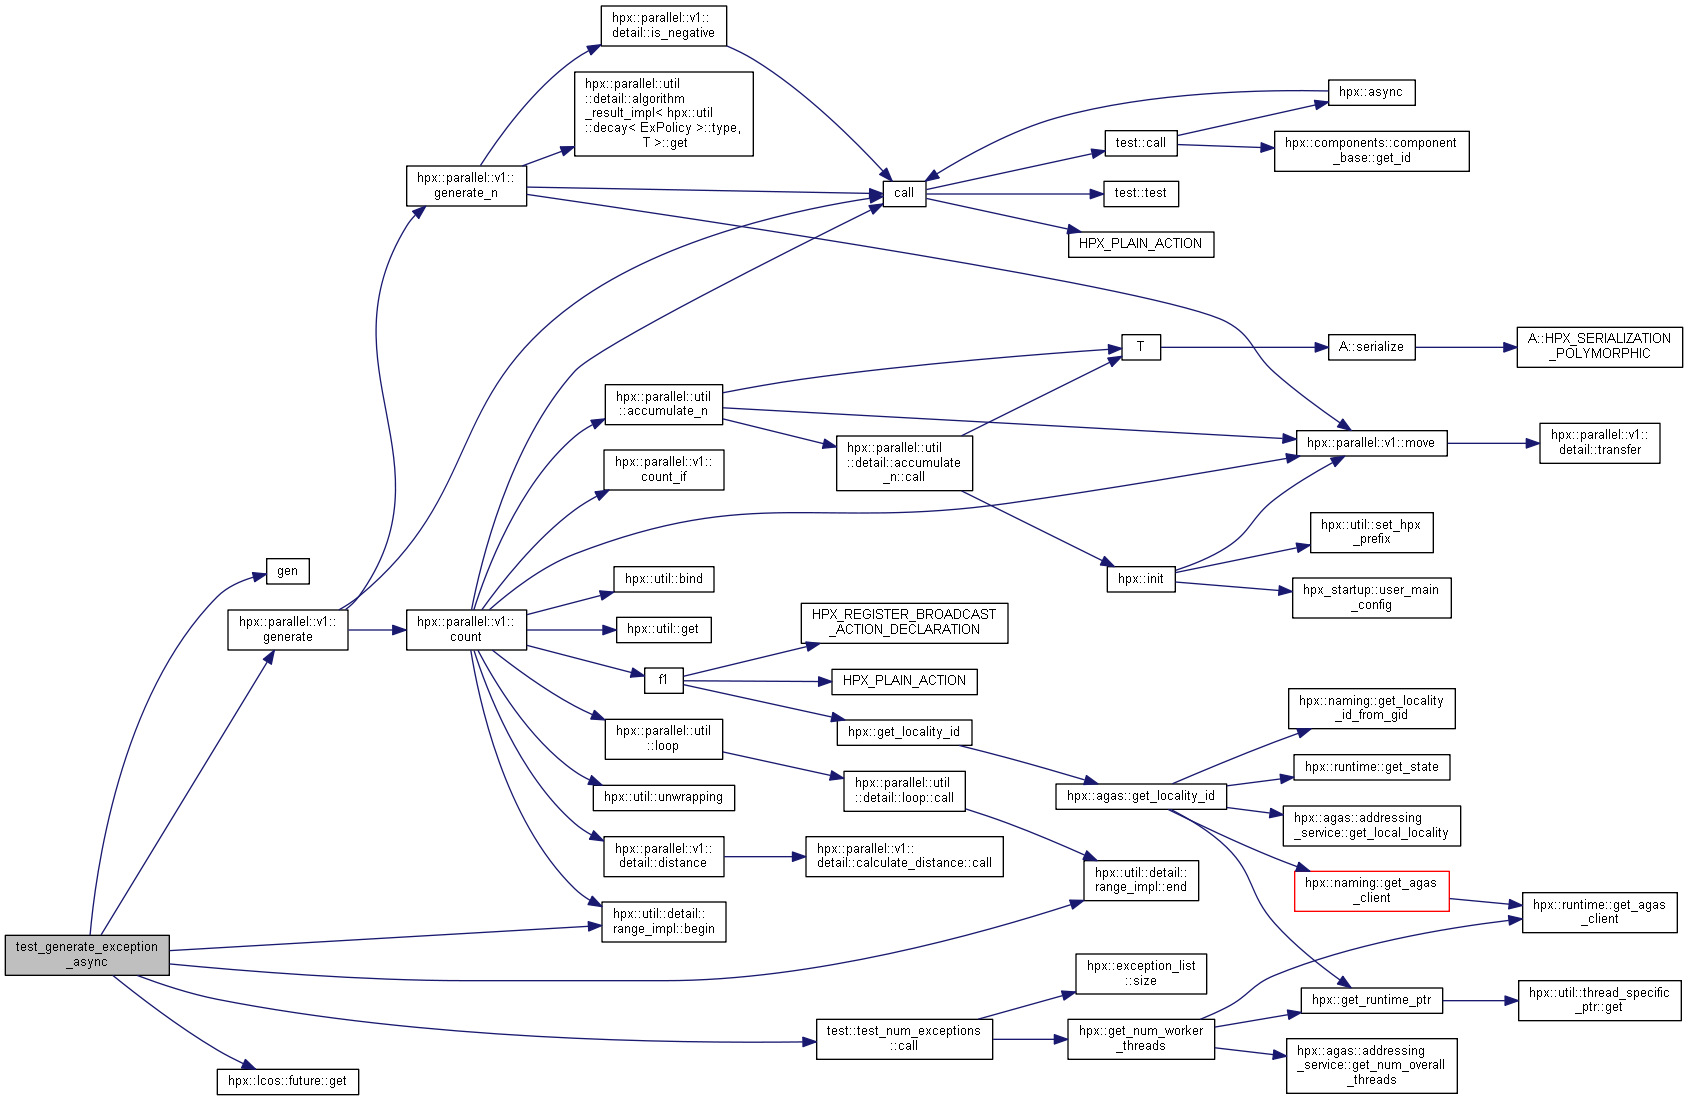 hpx::parallel::v1::
detail::is_negative
hpx::parallel::util
::detail::algorithm
_result_impl< hpx::util
::decay< ExPolicy >::type,
T >::get
hpx::parallel::v1::
generate_n
call
hpx::async
test::call
hpx::components::component
_base::get_id
test::test
HPX_PLAIN_ACTION
T
A::serialize
A::HPX_SERIALIZATION
_POLYMORPHIC
hpx::parallel::util
::accumulate_n
hpx::parallel::v1::
count_if
hpx::parallel::util
::detail::accumulate
_n::call
hpx::parallel::v1::move
hpx::parallel::v1::
detail::transfer
hpx::util::set_hpx
_prefix
hpx::init
hpx_startup::user_main
_config
gen
hpx::parallel::v1::
generate
hpx::parallel::v1::
count
hpx::util::bind
hpx::util::get
f1
HPX_REGISTER_BROADCAST
_ACTION_DECLARATION
HPX_PLAIN_ACTION
hpx::get_locality_id
hpx::parallel::util
::loop
hpx::parallel::util
::detail::loop::call
hpx::util::unwrapping
hpx::parallel::v1::
detail::distance
hpx::parallel::v1::
detail::calculate_distance::call
hpx::util::detail::
range_impl::begin
hpx::util::detail::
range_impl::end
hpx::agas::get_locality_id
hpx::naming::get_locality
_id_from_gid
hpx::runtime::get_state
hpx::agas::addressing
_service::get_local_locality
hpx::naming::get_agas
_client
hpx::runtime::get_agas
_client
test_generate_exception
_async
hpx::exception_list
::size
test::test_num_exceptions
::call
hpx::get_num_worker
_threads
hpx::get_runtime_ptr
hpx::util::thread_specific
_ptr::get
hpx::agas::addressing
_service::get_num_overall
_threads
hpx::lcos::future::get